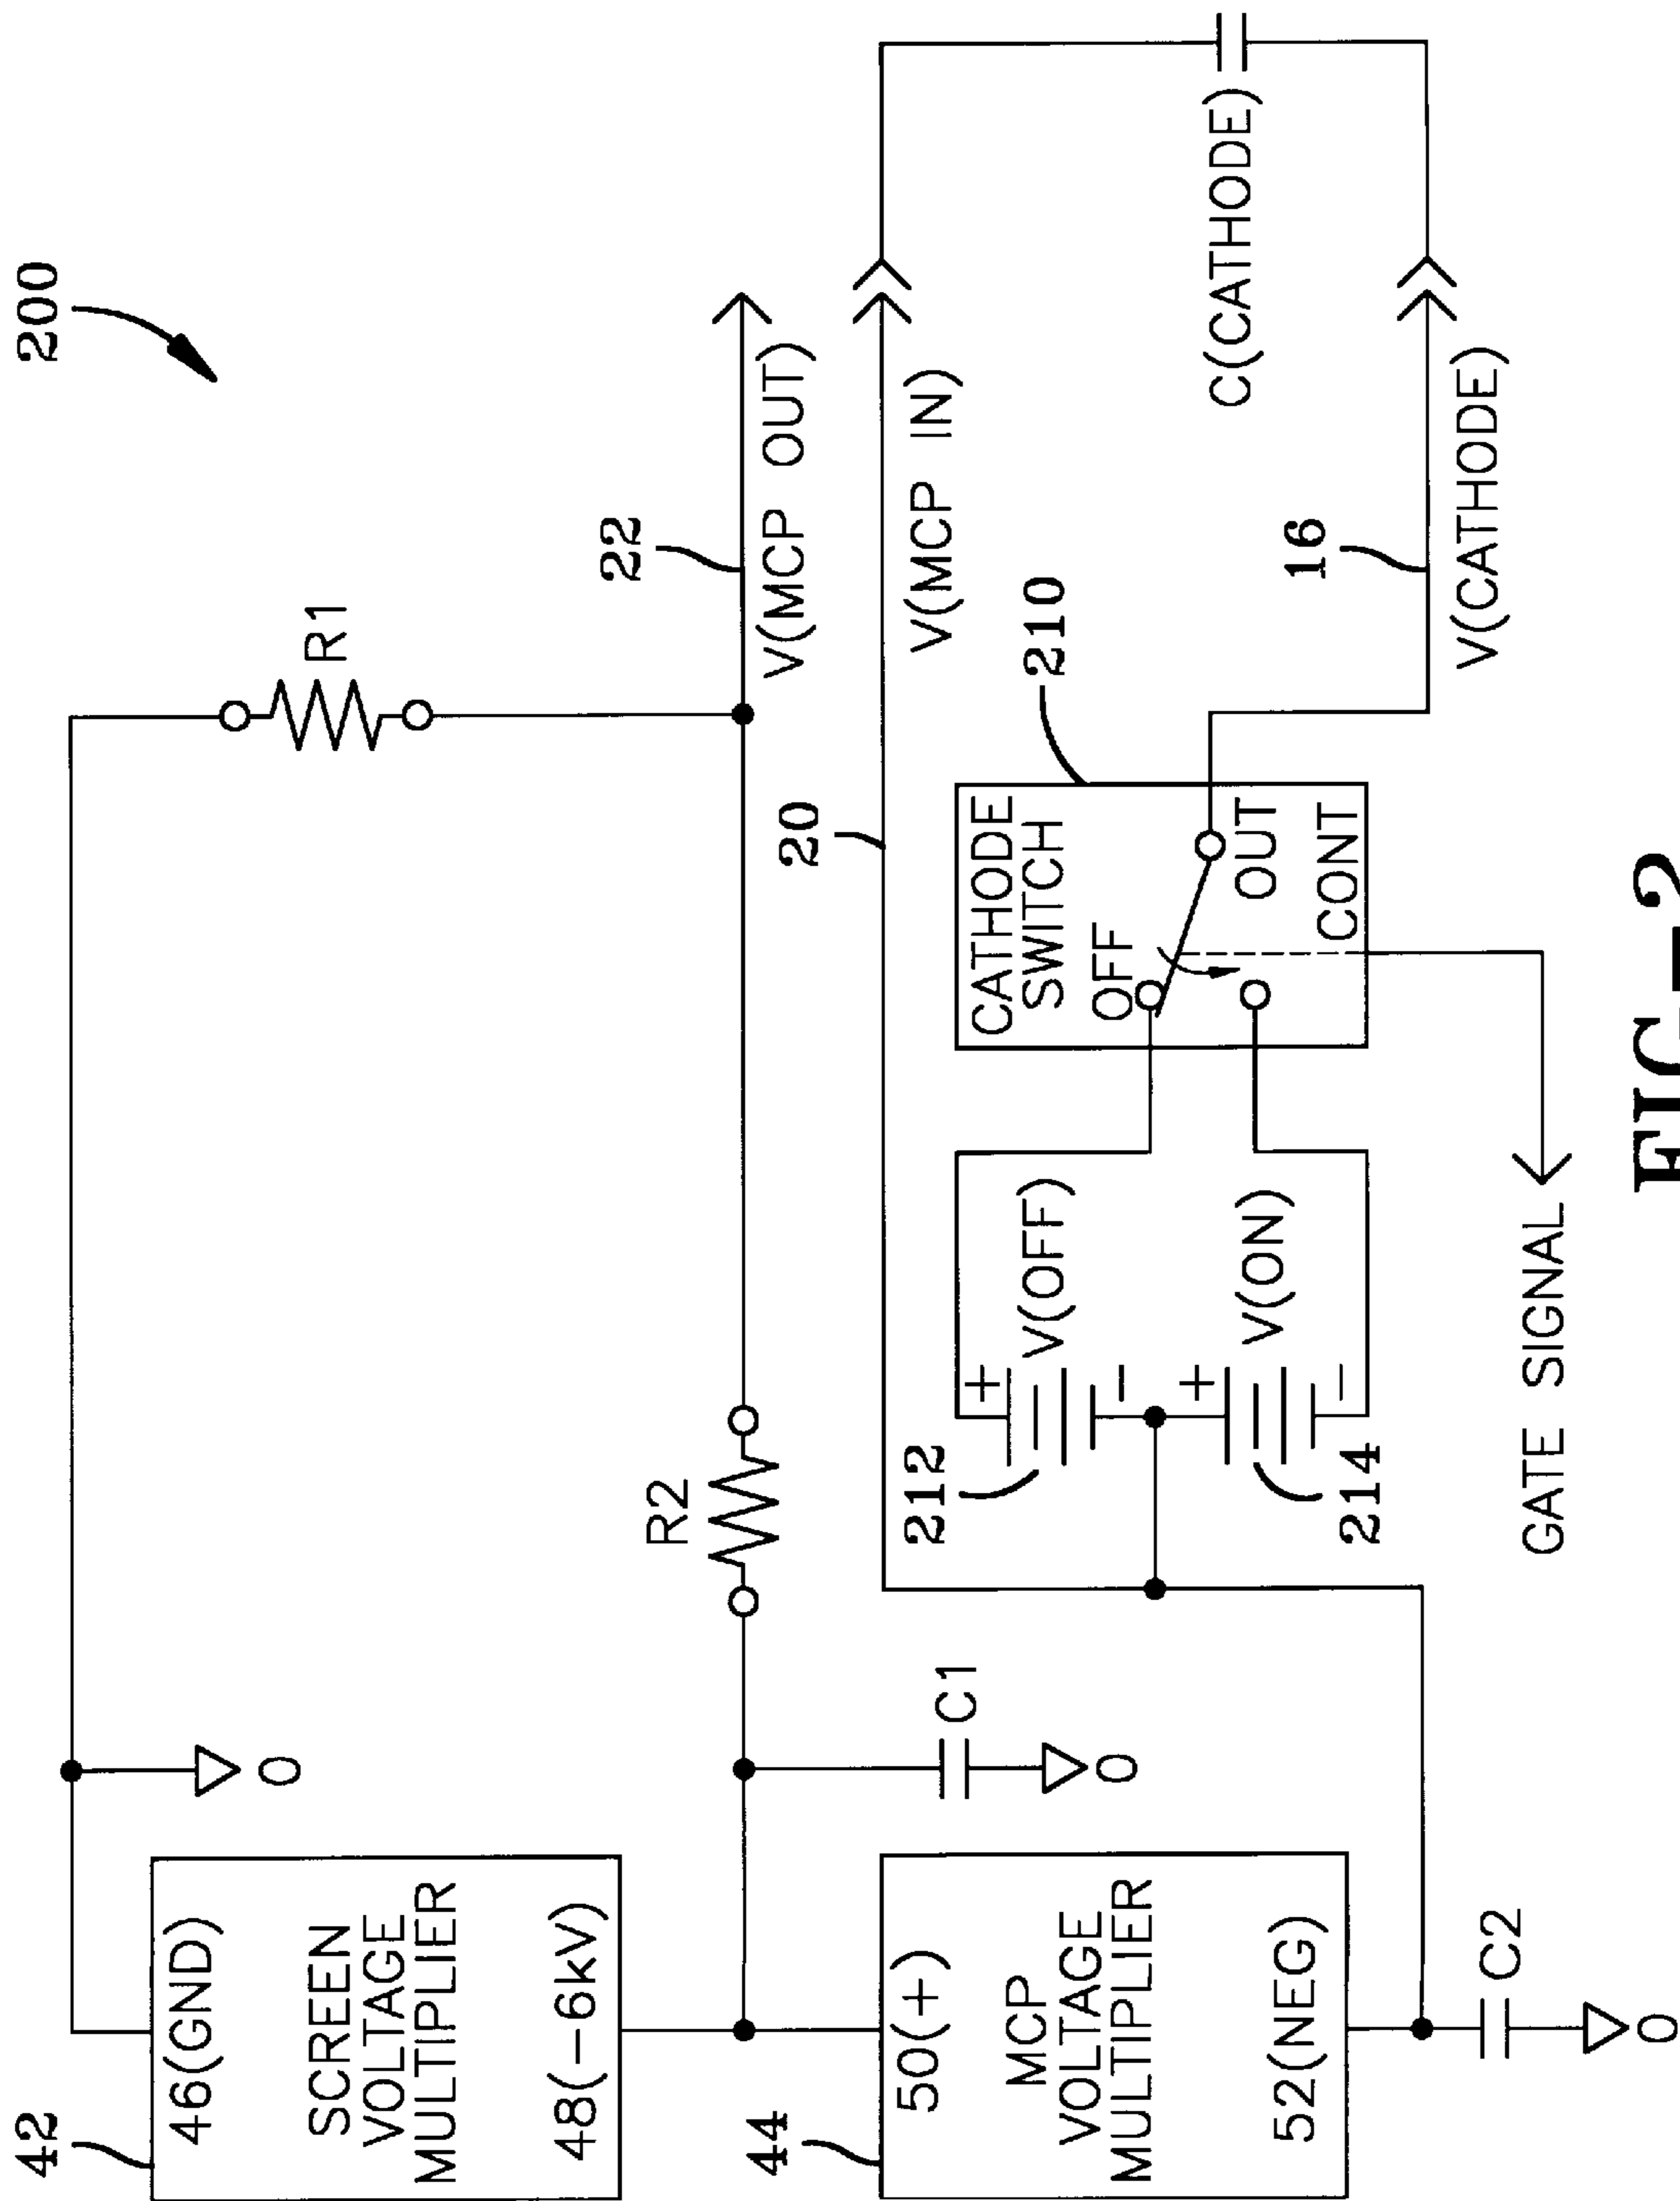 200
42
46(GND)
SCREEN
VOLTAGE
MULTIPLIER
48(-6kV)
0
R1
22
V(MCP OUT)
R2
C1
0
44
50(+)
MCP
VOLTAGE
MULTIPLIER
52(NEG)
C2
0
20
V(MCP IN)
C(CATHODE)
212
+
V(OFF)
-
+
V(ON)
-
214
210
CATHODE
SWITCH
OFF
OUT
CONT
16
V(CATHODE)
GATE SIGNAL
FIG-2